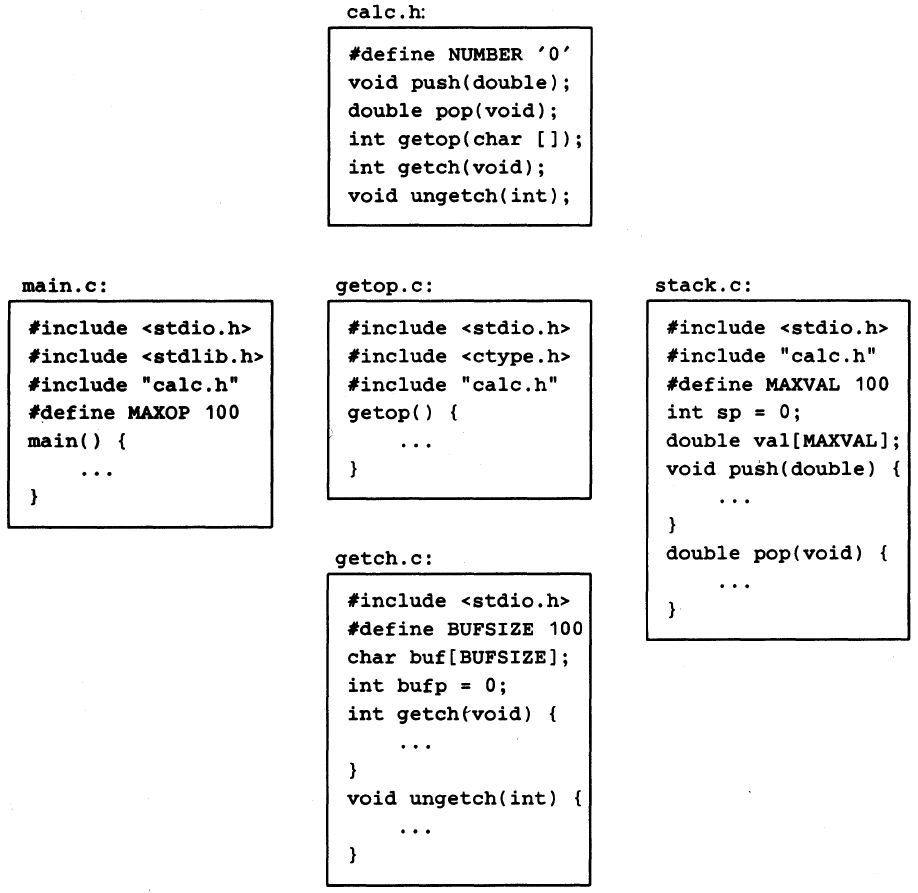 calc.h:
#define NUMBER '0'
void push(double);
double pop(void);
int getop(char []);
int getch(void);
void ungetch(int);
main.c:
#include <stdio.h>
#include <stdlib.h>
#include "calc.h"
#define MAXOP 100
main() {
...
}
getop.c:
#include <stdio.h>
#include <ctype.h>
#include "calc.h"
getop() {
...
}
getch.c:
#include <stdio.h>
#define BUFSIZE 100
char buf[BUFSIZE];
int bufp = 0;
int getch(void) {
...
}
void ungetch(int) {
...
}
stack.c:
#include <stdio.h>
#include "calc.h"
#define MAXVAL 100
int sp = 0;
double val[MAXVAL];
void push(double) {
...
}
double pop(void) {
...
}